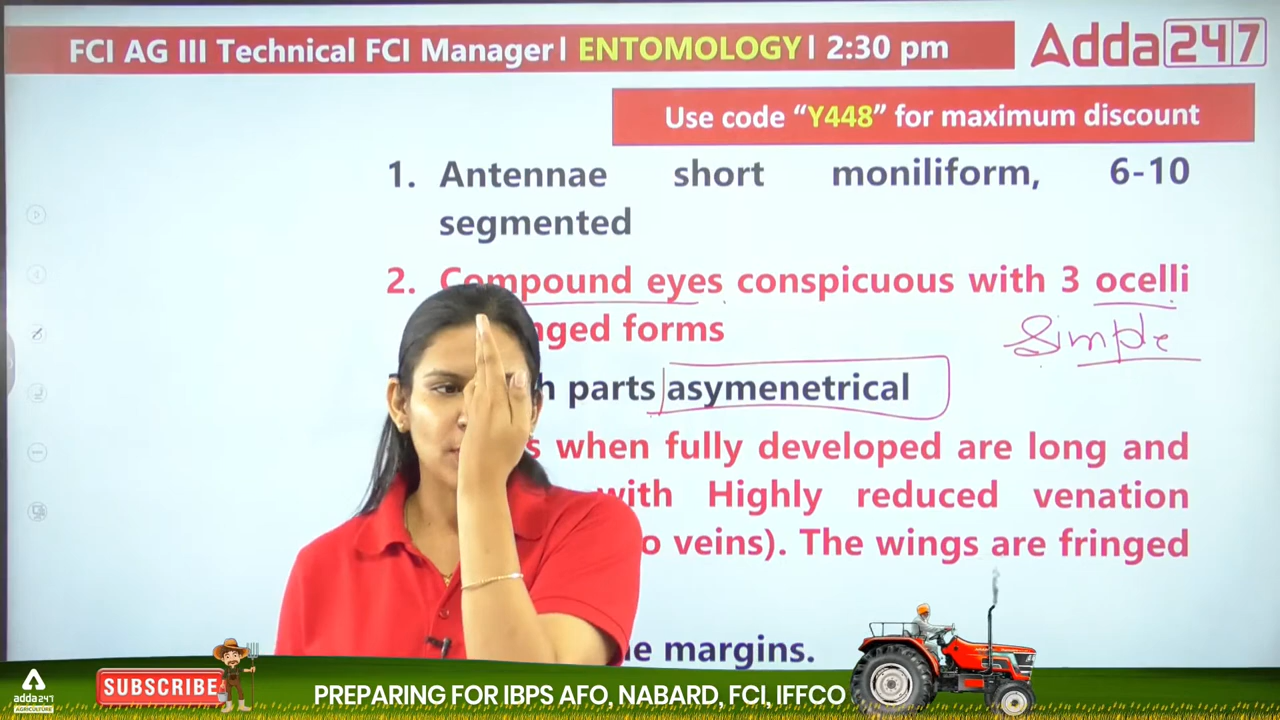 FCI AG III Technical FCI Manager| ENTOMOLOGY| 2:30 pm
Adda247
Use code “Y448” for maximum discount
1. Antennae short moniliform, 6-10
segmented
2. Compound eyes conspicuous with 3 ocelli
nged forms
Simple
h parts asymenetrical
s when fully developed are long and
with Highly reduced venation
o veins). The wings are fringed
e margins.
adda247
AGRICULTURE
SUBSCRIBE
PREPARING FOR IBPS AFO, NABARD, FCI, IFFCO